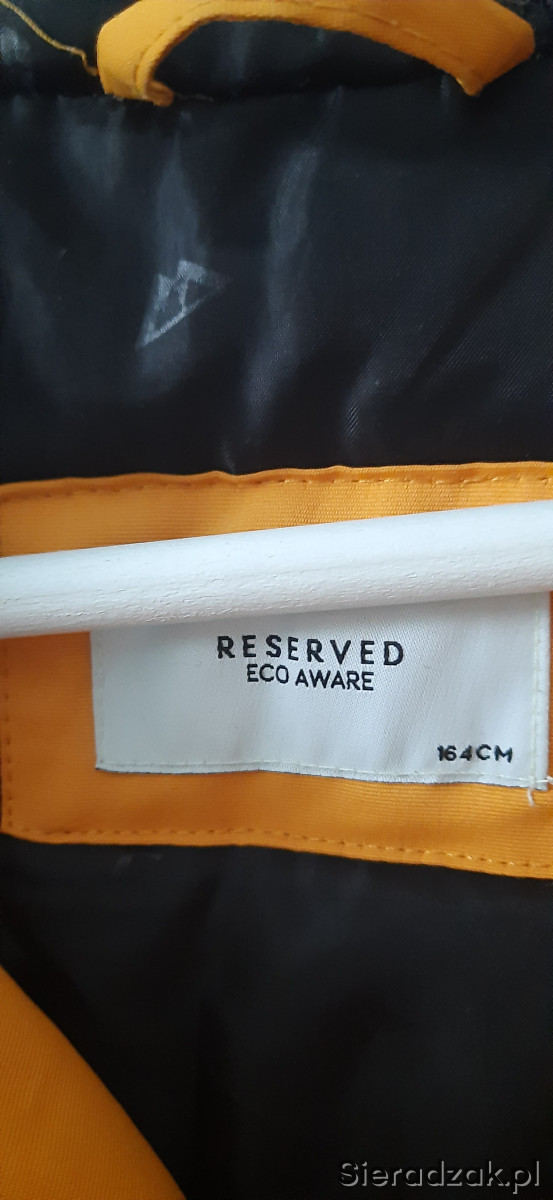 RESERVED
ECO AWARE
164CM
Sieradzak.pl